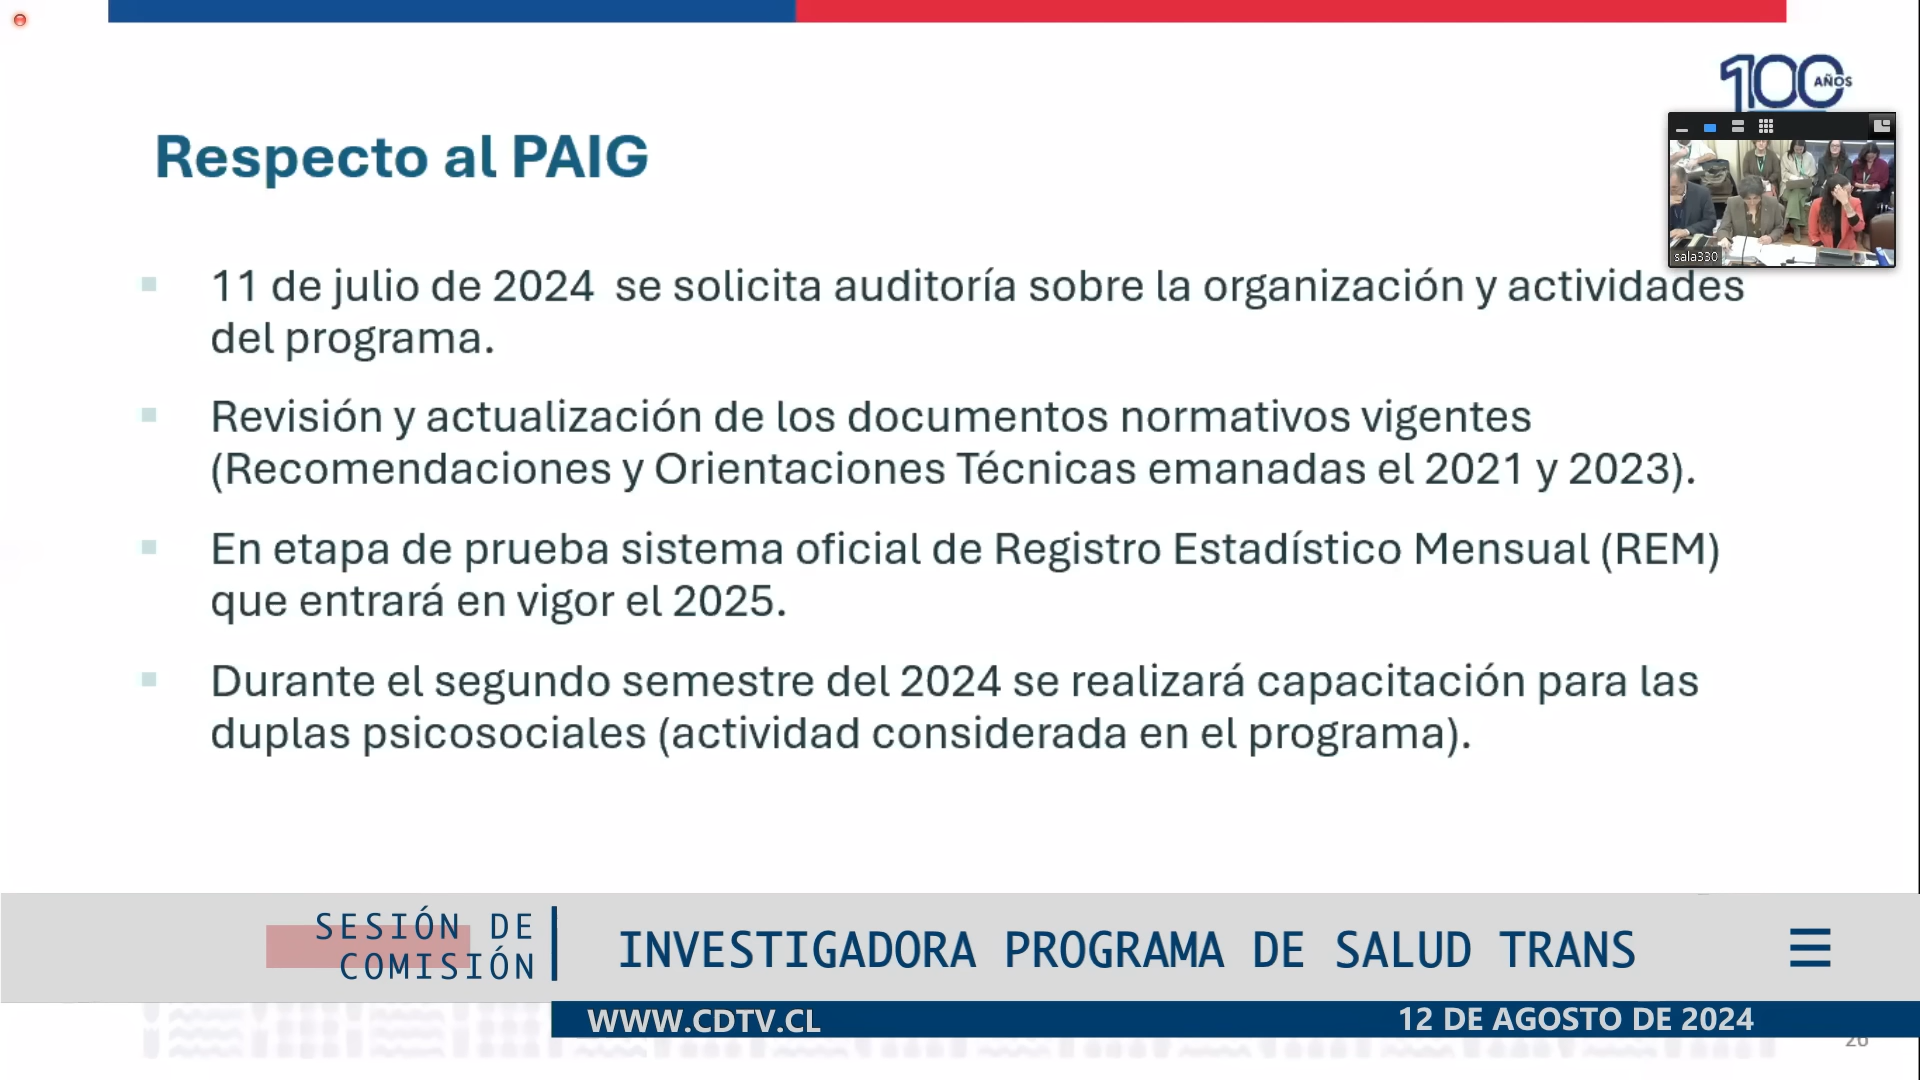 100 AÑOS
Respecto al PAIG
sala330
11 de julio de 2024 se solicita auditoría sobre la organización y actividades
del programa.
Revisión y actualización de los documentos normativos vigentes
(Recomendaciones y Orientaciones Técnicas emanadas el 2021 y 2023).
En etapa de prueba sistema oficial de Registro Estadístico Mensual (REM)
que entrará en vigor el 2025.
Durante el segundo semestre del 2024 se realizará capacitación para las
duplas psicosociales (actividad considerada en el programa).
SESIÓN DE
COMISIÓN
INVESTIGADORA PROGRAMA DE SALUD TRANS
WWW.CDTV.CL
12 DE AGOSTO DE 2024